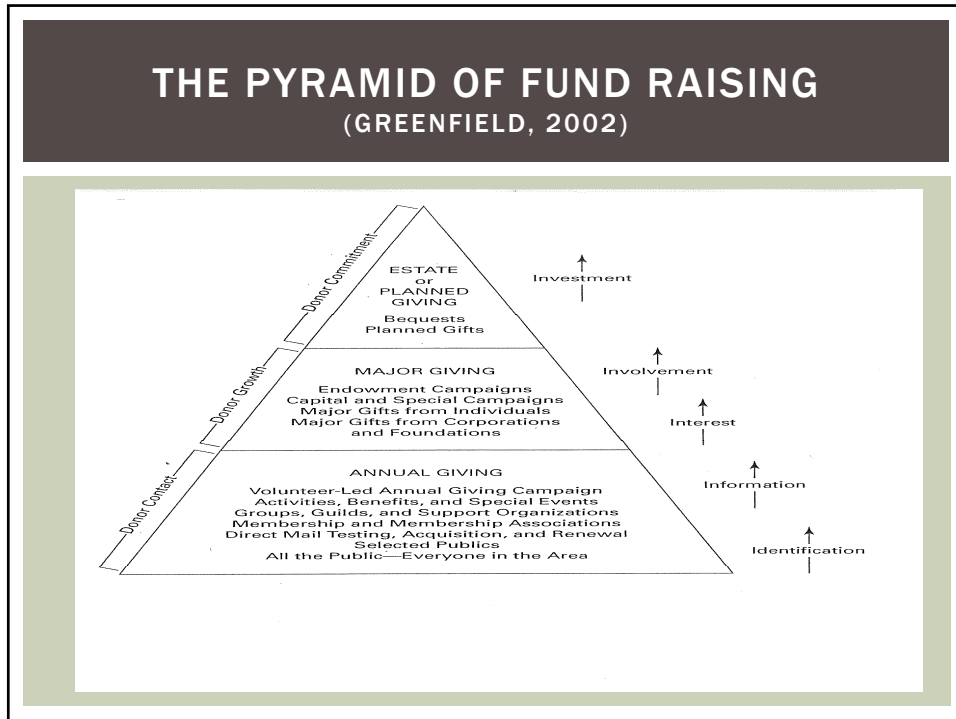 THE PYRAMID OF FUND RAISING
(GREENFIELD, 2002)
Donor Commitment
ESTATE
or
PLANNED
GIVING
Bequests
Planned Gifts
Investment
Donor Growth
MAJOR GIVING
Endowment Campaigns
Capital and Special Campaigns
Major Gifts from Individuals
Major Gifts from Corporations
and Foundations
Involvement
Interest
Donor Contact
ANNUAL GIVING
Volunteer-Led Annual Giving Campaign
Activities, Benefits, and Special Events
Groups, Guilds, and Support Organizations
Membership and Membership Associations
Direct Mail Testing, Acquisition, and Renewal
Selected Publics
All the Public—Everyone in the Area
Information
Identification